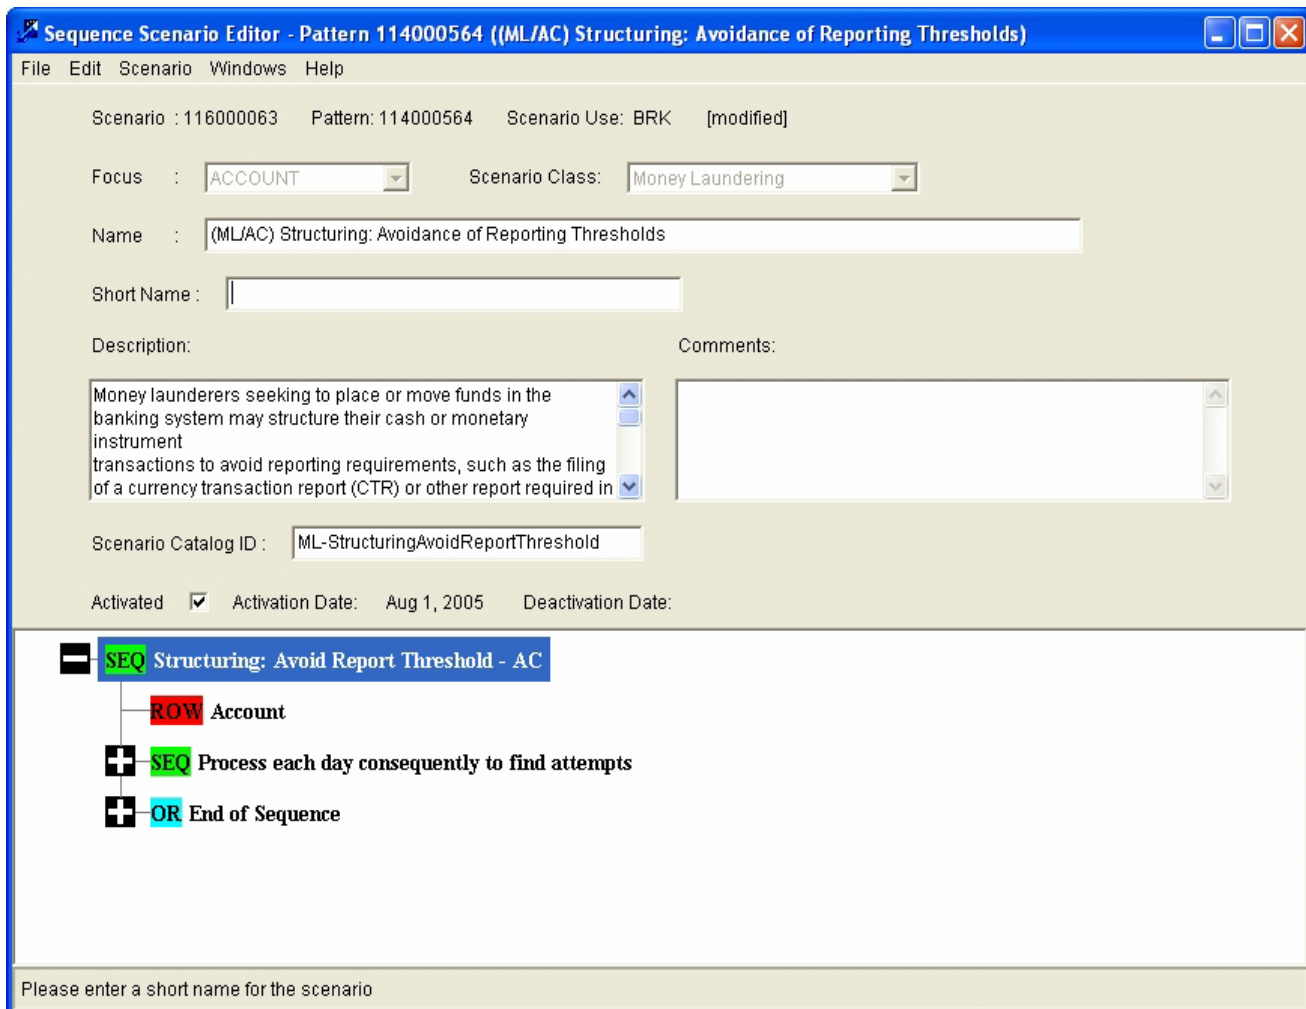 Sequence Scenario Editor - Pattern 114000564 ((ML/AC) Structuring: Avoidance of Reporting Thresholds)
File Edit Scenario Windows Help
Scenario : 116000063 Pattern: 114000564 Scenario Use: BRK [modified]
Focus : ACCOUNT Scenario Class: Money Laundering
Name : (ML/AC) Structuring: Avoidance of Reporting Thresholds
Short Name :
Description: Comments:
Money launderers seeking to place or move funds in the
banking system may structure their cash or monetary
instrument
transactions to avoid reporting requirements, such as the filing
of a currency transaction report (CTR) or other report required in
Scenario Catalog ID : ML-StructuringAvoidReportThreshold
Activated Activation Date: Aug 1, 2005 Deactivation Date:
SEQ Structuring: Avoid Report Threshold - AC
ROW Account
SEQ Process each day consequently to find attempts
OR End of Sequence
Please enter a short name for the scenario